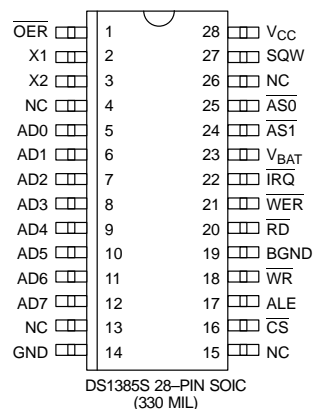 OER 1 28 VCC
X1 2 27 SQW
X2 3 26 NC
NC 4 25 AS0
AD0 5 24 AS1
AD1 6 23 VBAT
AD2 7 22 IRQ
AD3 8 21 WER
AD4 9 20 RD
AD5 10 19 BGND
AD6 11 18 WR
AD7 12 17 ALE
NC 13 16 CS
GND 14 15 NC
DS1385S 28–PIN SOIC
(330 MIL)